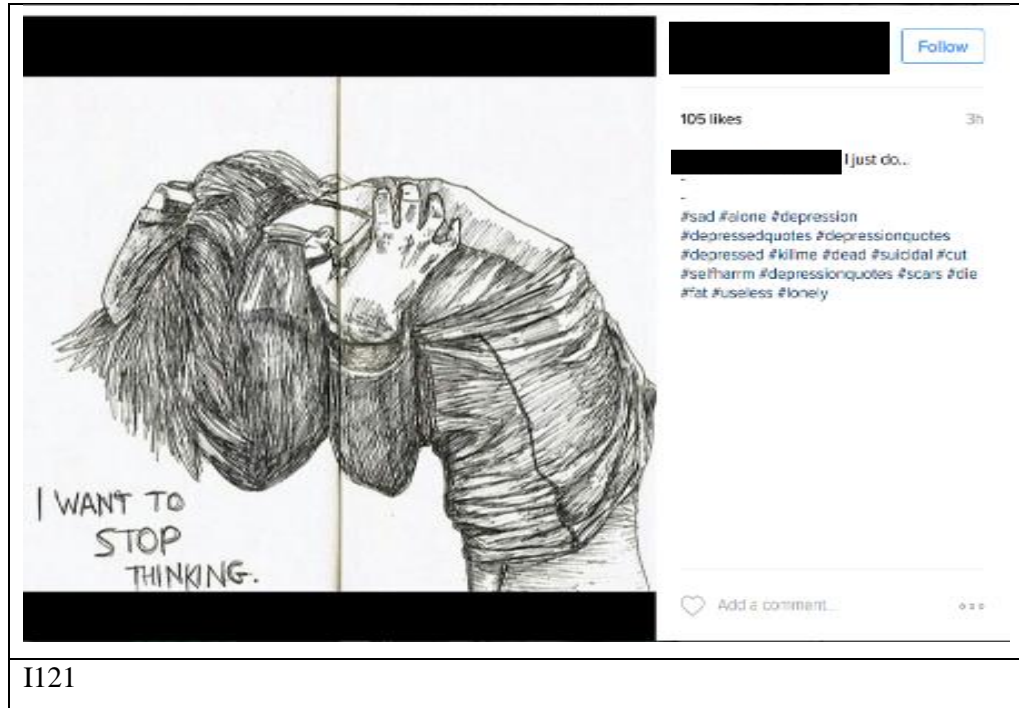 Follow
105 likes 3h
I just do...
-
-
#sad #alone #depression
#depressedquotes #depressionquotes
#depressed #killme #dead #suicidal #cut
#selfharrm #depressionquotes #scars #die
#fat #useless #lonely
I WANT TO
STOP
THINKING.
Add a comment...
I121